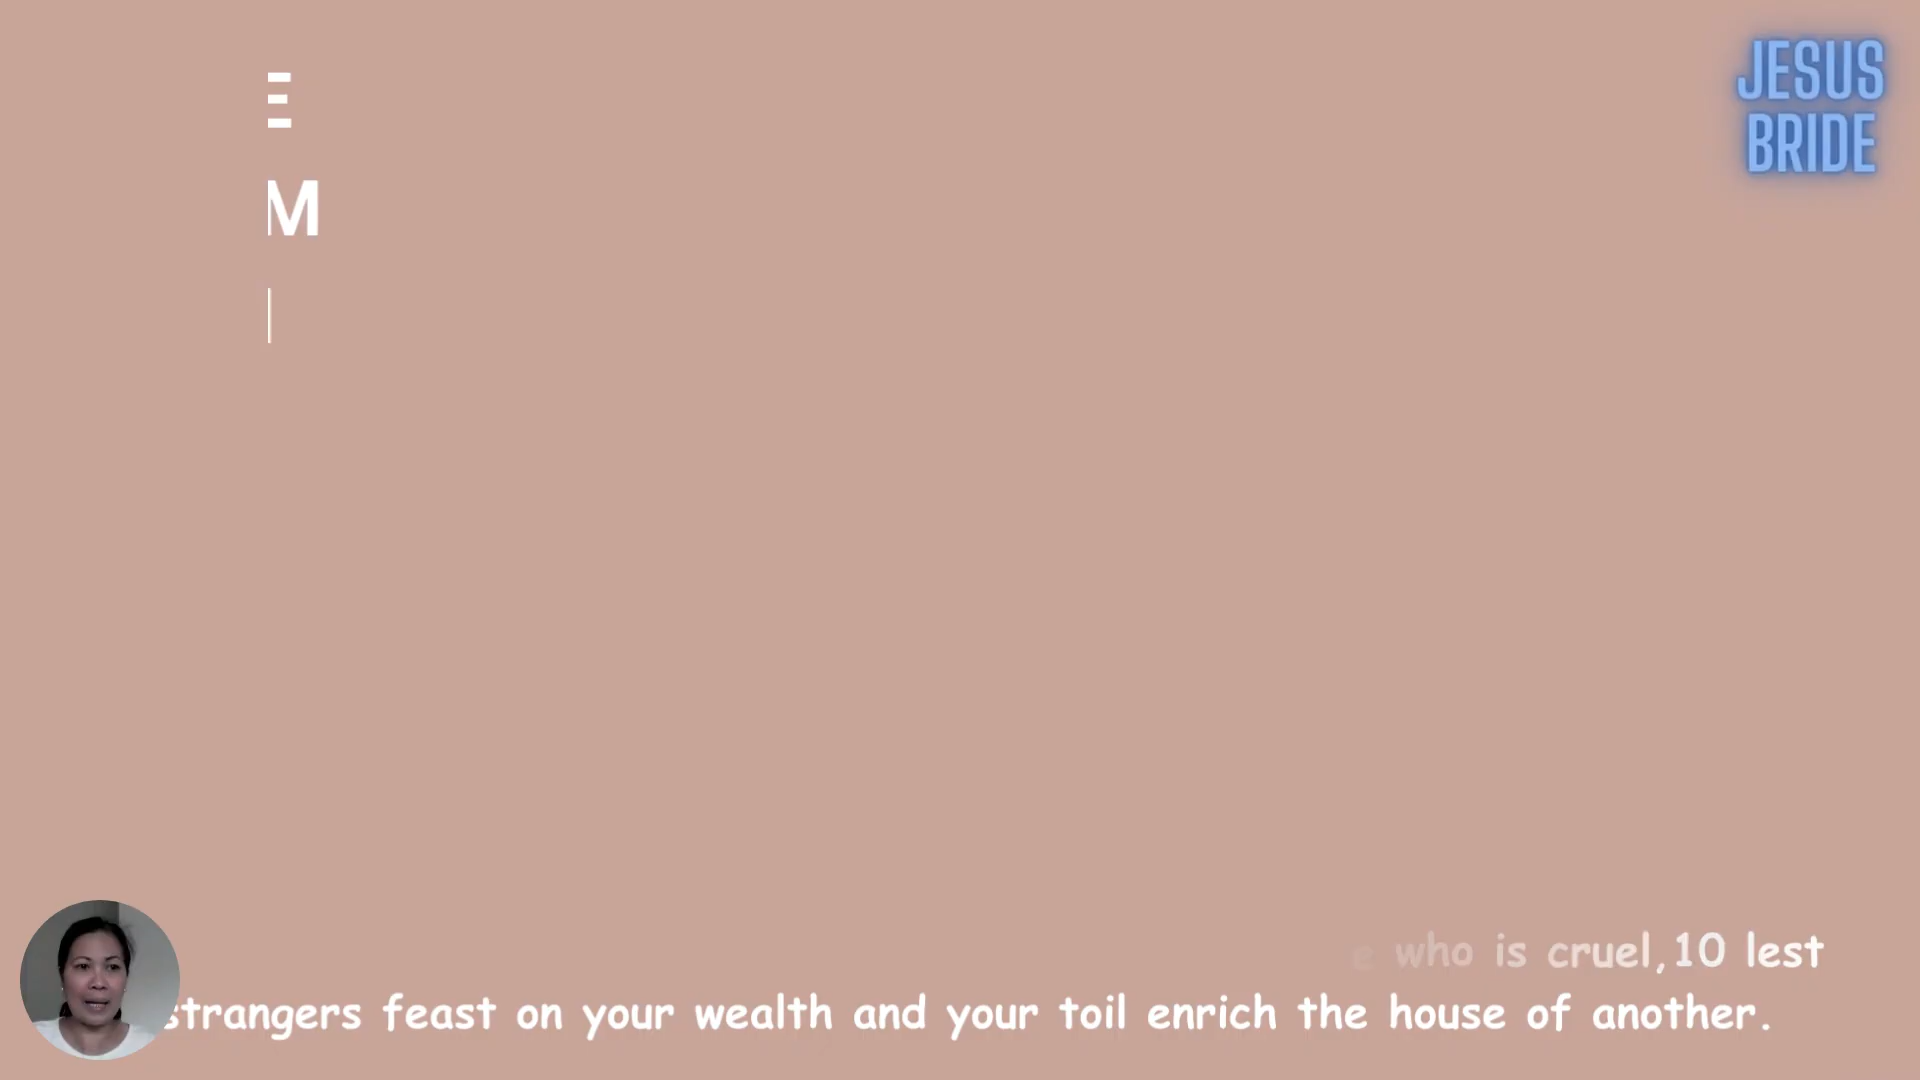 E
M
JESUS
BRIDE
who is cruel,10 lest
strangers feast on your wealth and your toil enrich the house of another.